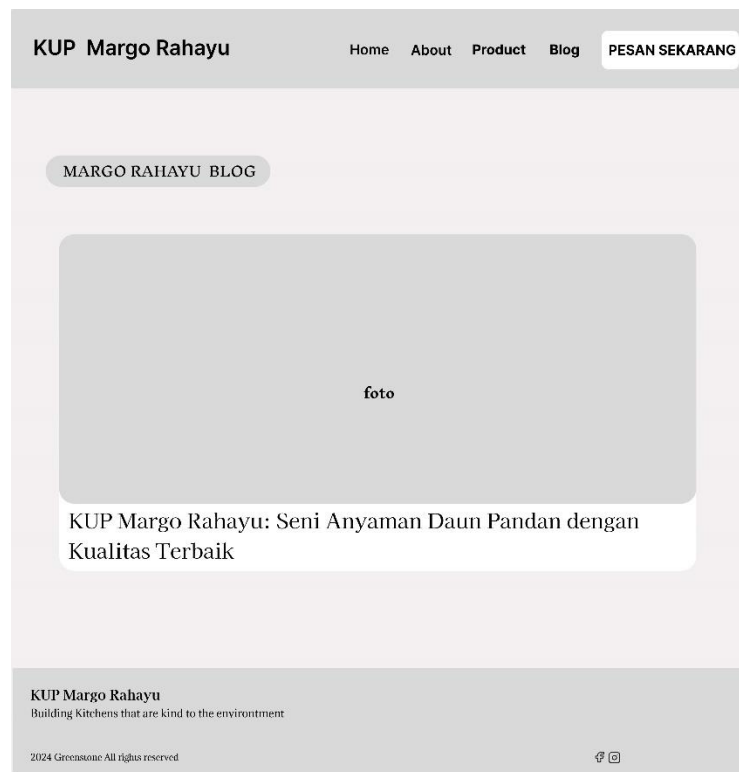 KUP Margo Rahayu
Home About Product Blog PESAN SEKARANG
MARGO RAHAYU BLOG
foto
KUP Margo Rahayu: Seni Anyaman Daun Pandan dengan
Kualitas Terbaik
KUP Margo Rahayu
Building Kitchens that are kind to the environtment
2024 Greenstone All rights reserved